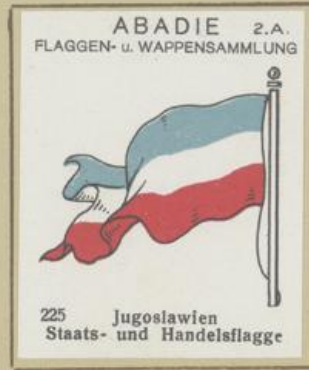 ABADIE 2.A.
FLAGGEN- u. WAPPENSAMMLUNG
225 Jugoslawien
Staats- und Handelsflagge